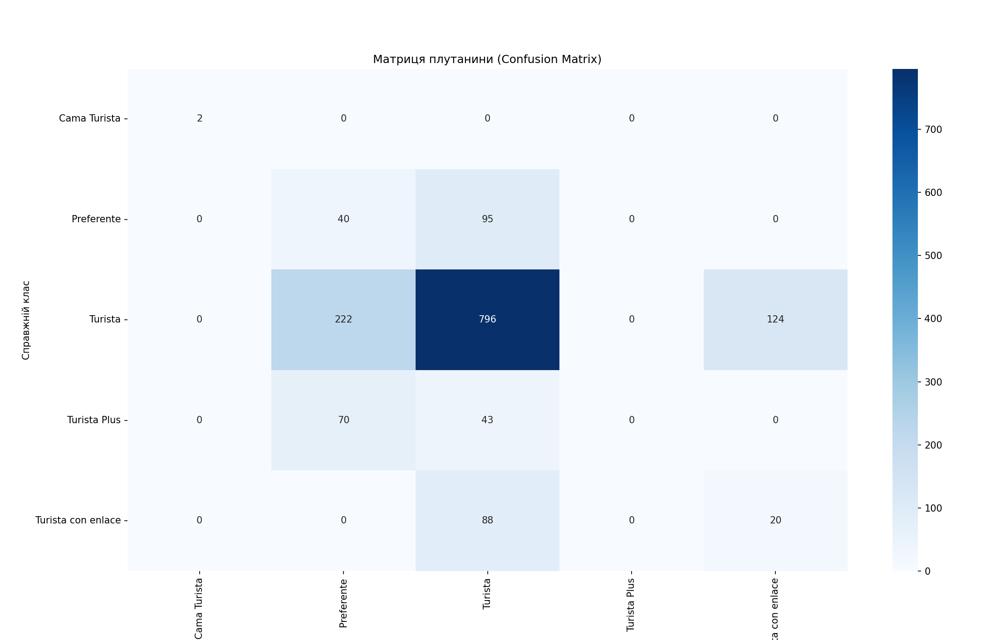 Матриця плутанини (Confusion Matrix)
Cama Turista 2 0 0 0 0
Preferente 0 40 95 0 0
Turista 0 222 796 0 124
Turista Plus 0 70 43 0 0
Turista con enlace 0 0 88 0 20
Справжній клас
Cama Turista
Preferente
Turista
Turista Plus
con enlace
700
600
500
400
300
200
100
0